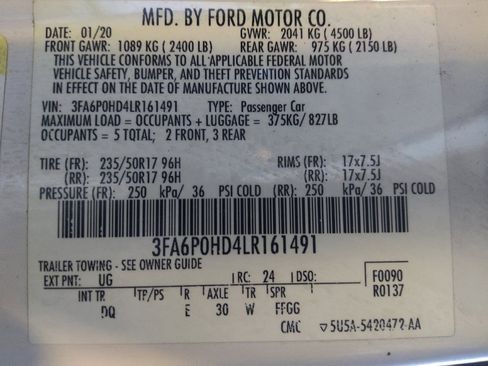 MFD. BY FORD MOTOR CO.
DATE: 01/20 GVWR: 2041 KG (4500 LB)
FRONT GAWR: 1089 KG (2400 LB) REAR GAWR: 975 KG (2150 LB)
THIS VEHICLE CONFORMS TO ALL APPLICABLE FEDERAL MOTOR
VEHICLE SAFETY, BUMPER, AND THEFT PREVENTION STANDARDS
IN EFFECT ON THE DATE OF MANUFACTURE SHOWN ABOVE.
VIN: 3FA6P0HD4LR161491 TYPE: Passenger Car
MAXIMUM LOAD = OCCUPANTS + LUGGAGE = 375KG/ 827LB
OCCUPANTS = 5 TOTAL; 2 FRONT, 3 REAR
TIRE (FR): 235/50R17 96H RIMS (FR): 17x7.5J
(RR): 235/50R17 96H (RR): 17x7.5J
PRESSURE (FR): 250 kPa/ 36 PSI COLD (RR): 250 kPa/ 36 PSI COLD
3FA6P0HD4LR161491
TRAILER TOWING - SEE OWNER GUIDE
EXT PNT: UG RC: 24 DSO: F0090
INT TR TP/PS R AXLE TR SPR R0137
DQ E 30 W FFGG
CMC ▽5U5A-5420472-AA